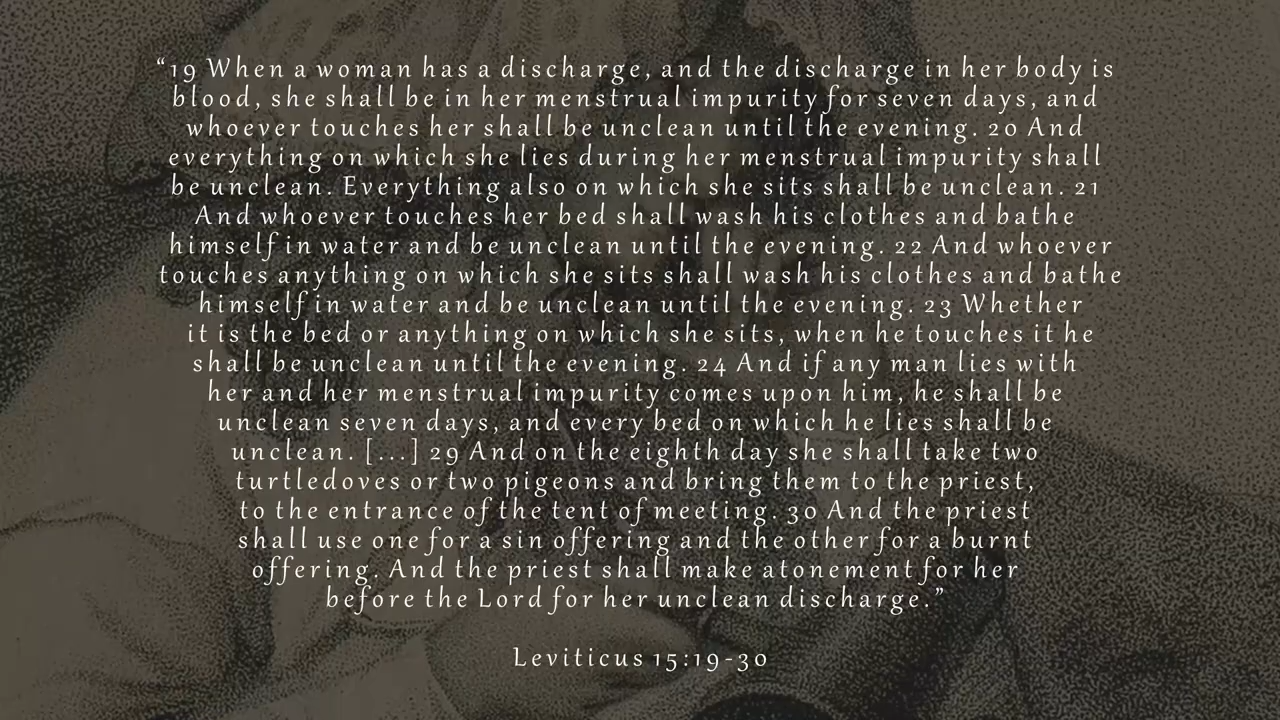 “19 When a woman has a discharge, and the discharge in her body is
blood, she shall be in her menstrual impurity for seven days, and
whoever touches her shall be unclean until the evening. 20 And
everything on which she lies during her menstrual impurity shall
be unclean. Everything also on which she sits shall be unclean. 21
And whoever touches her bed shall wash his clothes and bathe
himself in water and be unclean until the evening. 22 And whoever
touches anything on which she sits shall wash his clothes and bathe
himself in water and be unclean until the evening. 23 Whether
it is the bed or anything on which she sits, when he touches it he
shall be unclean until the evening. 24 And if any man lies with
her and her menstrual impurity comes upon him, he shall be
unclean seven days, and every bed on which he lies shall be
unclean. [...] 29 And on the eighth day she shall take two
turtledoves or two pigeons and bring them to the priest,
to the entrance of the tent of meeting. 30 And the priest
shall use one for a sin offering and the other for a burnt
offering. And the priest shall make atonement for her
before the Lord for her unclean discharge.”
Leviticus 15:19-30